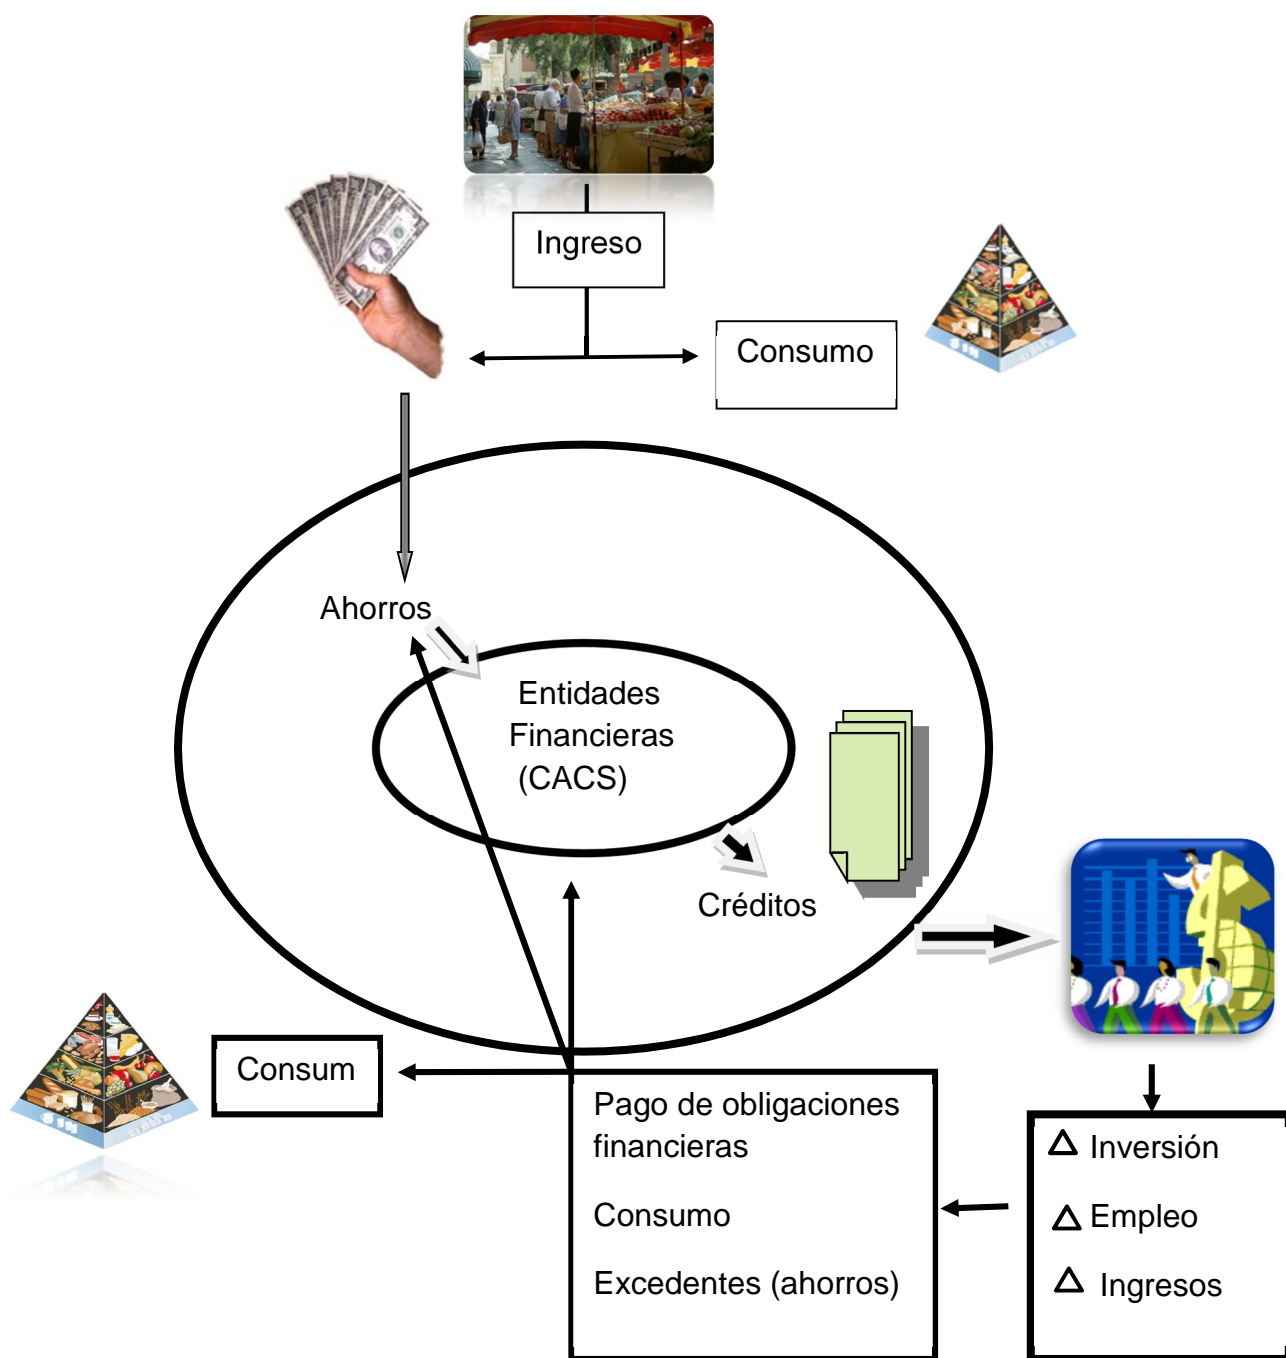 Ingreso
Consumo
Ahorros
Entidades
Financieras
(CACS)
Créditos
Consum
Pago de obligaciones
financieras
Consumo
Excedentes (ahorros)
△ Inversión
△ Empleo
△ Ingresos